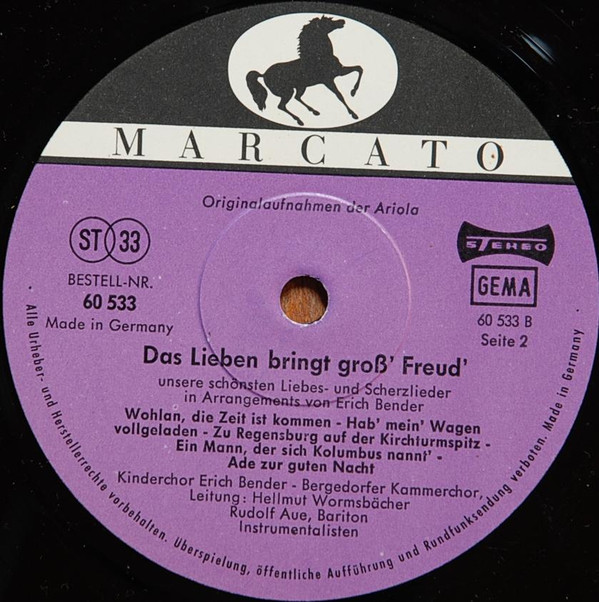 MARCATO
Originalaufnahmen der Ariola
ST 33
STEREO
BESTELL-NR.
60 533
Made in Germany
GEMA
60 533 B
Seite 2
Das Lieben bringt groß' Freud'
unsere schönsten Liebes- und Scherzlieder
in Arrangements von Erich Bender
Wohlan, die Zeit ist kommen - Hab' mein' Wagen
vollgeladen - Zu Regensburg auf der Kirchturmspitz -
Ein Mann, der sich Kolumbus nannt' -
Ade zur guten Nacht
Kinderchor Erich Bender - Bergedorfer Kammerchor,
Leitung: Hellmut Wormsbächer
Rudolf Aue, Bariton
Instrumentalisten
Alle Urheber- und Herstellerrechte vorbehalten. Überspielung, öffentliche Aufführung und Rundfunksendung verboten. Made in Germany